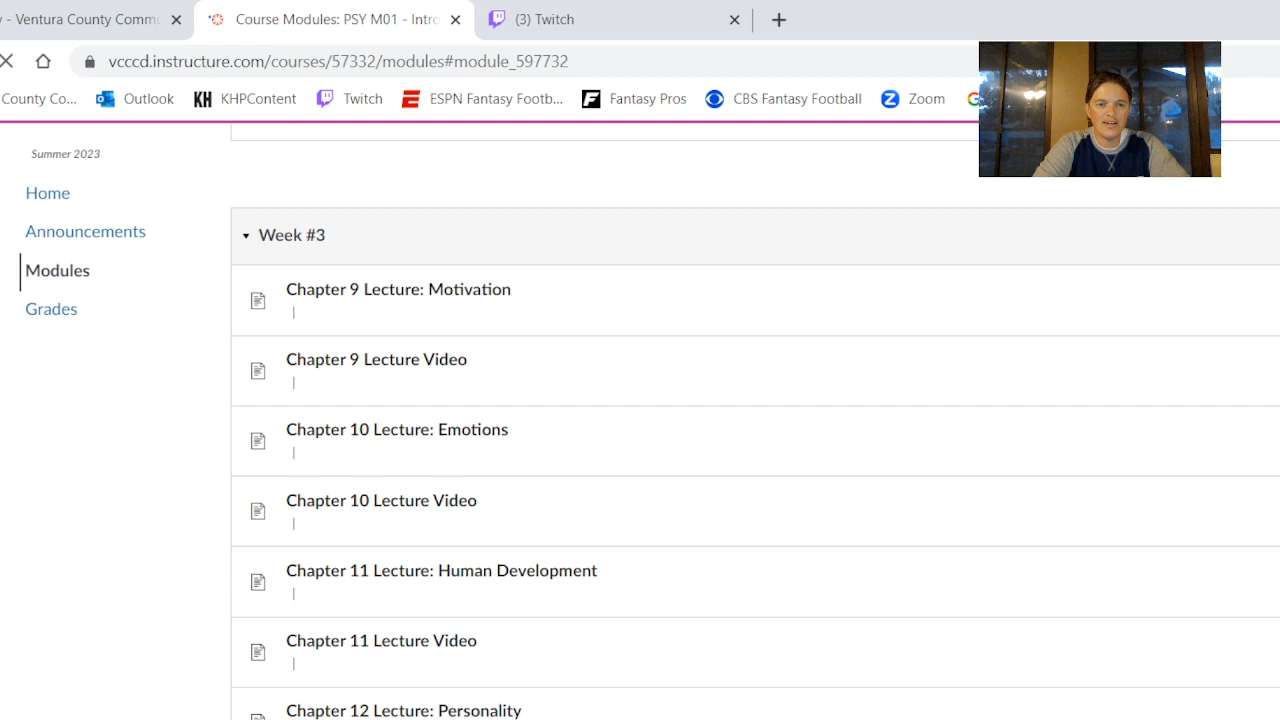 - Ventura County Commu
Course Modules: PSY M01 - Intro
(3) Twitch
vcccd.instructure.com/courses/57332/modules#module_597732
County Co...
Outlook
KH
KHPContent
Twitch
ESPN Fantasy Footb...
Fantasy Pros
CBS Fantasy Football
Zoom
Summer 2023
Home
Announcements
Modules
Grades
Week #3
Chapter 9 Lecture: Motivation
Chapter 9 Lecture Video
Chapter 10 Lecture: Emotions
Chapter 10 Lecture Video
Chapter 11 Lecture: Human Development
Chapter 11 Lecture Video
Chapter 12 Lecture: Personality